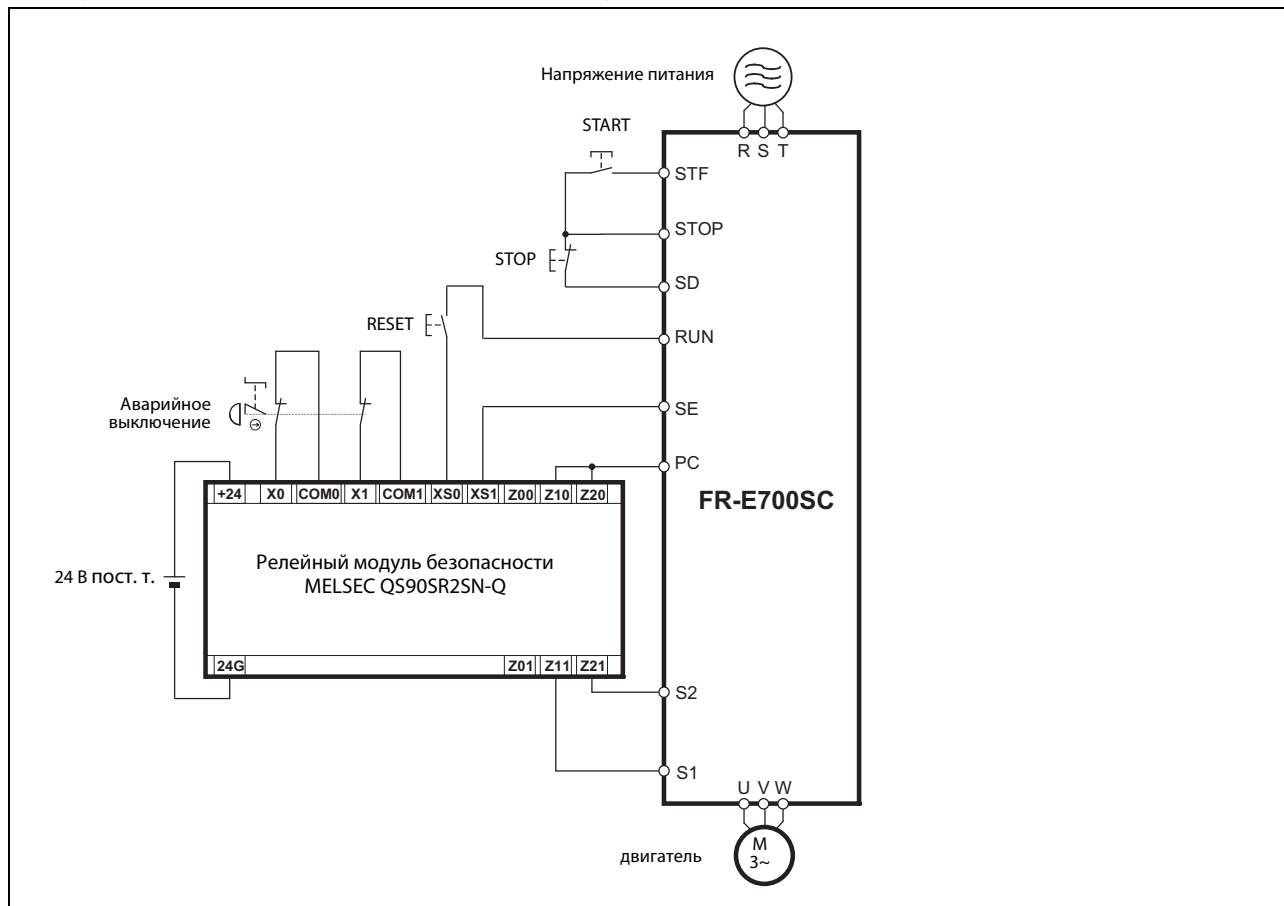 Напряжение питания
START
R S T
STF
STOP
STOP
SD
RESET
RUN
Аварийное
выключение
SE
PC
+24 X0 COM0 X1 COM1 XS0 XS1 Z00 Z10 Z20
FR-E700SC
24 В пост. т.
Релейный модуль безопасности
MELSEC QS90SR2SN-Q
24G Z01 Z11 Z21
S2
S1
U V W
двигатель
M
3~